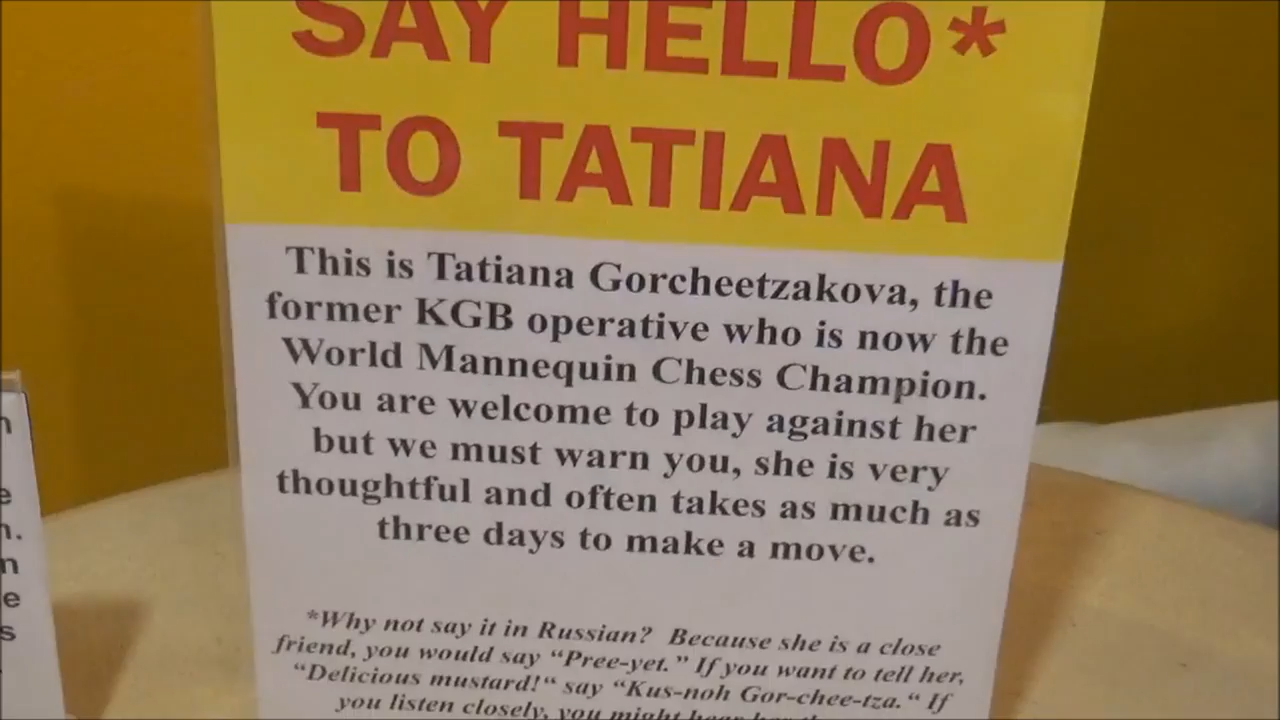 SAY HELLO*
TO TATIANA
This is Tatiana Gorcheetzakova, the
former KGB operative who is now the
World Mannequin Chess Champion.
You are welcome to play against her
but we must warn you, she is very
thoughtful and often takes as much as
three days to make a move.
*Why not say it in Russian? Because she is a close
friend, you would say “Pree-yet.” If you want to tell her,
“Delicious mustard!“ say “Kus-noh Gor-chee-tza.“ If
you listen closely, you might hear her
n
e
n.
n
e
s